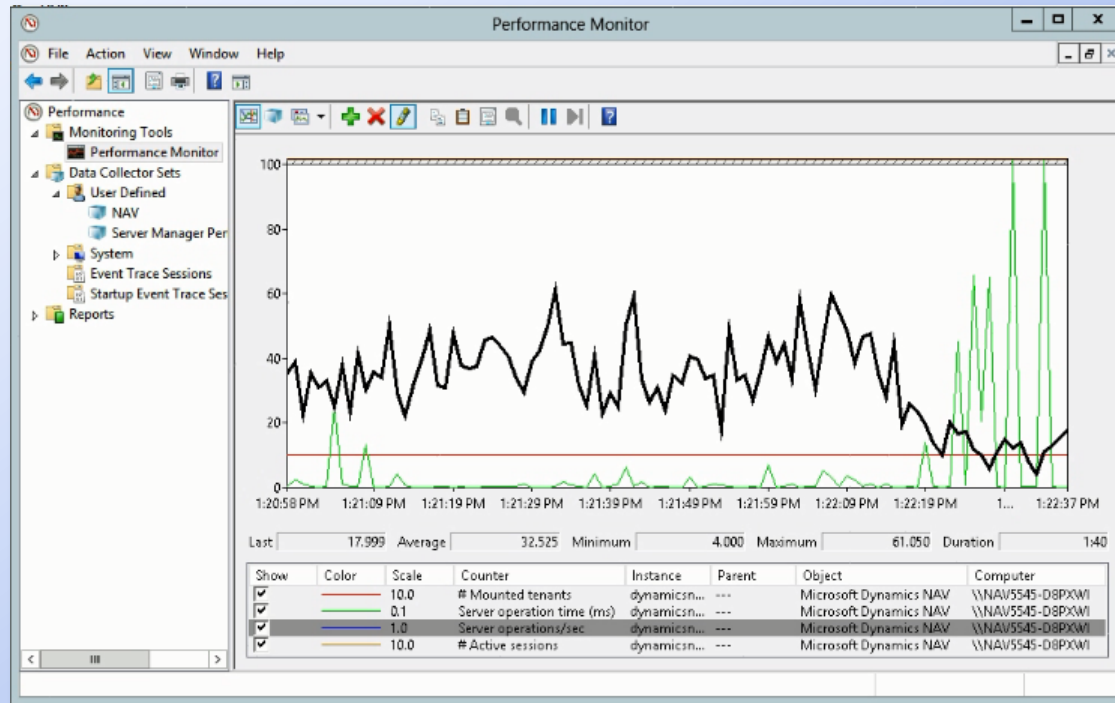 Performance Monitor
File Action View Window Help
Performance
Monitoring Tools
Performance Monitor
Data Collector Sets
User Defined
NAV
Server Manager Per
System
Event Trace Sessions
Startup Event Trace Ses
Reports
100
80
60
40
20
0
1:20:58 PM 1:21:09 PM 1:21:19 PM 1:21:29 PM 1:21:39 PM 1:21:49 PM 1:21:59 PM 1:22:09 PM 1:22:19 PM 1... 1:22:37 PM
Last 17.999 Average 32.525 Minimum 4.000 Maximum 61.050 Duration 1:40
Show Color Scale Counter Instance Parent Object Computer
10.0 # Mounted tenants dynamicsn... --- Microsoft Dynamics NAV \\NAV5545-D8PXWI
0.1 Server operation time (ms) dynamicsn... --- Microsoft Dynamics NAV \\NAV5545-D8PXWI
1.0 Server operations/sec dynamicsn... --- Microsoft Dynamics NAV \\NAV5545-D8PXWI
10.0 # Active sessions dynamicsn... --- Microsoft Dynamics NAV \\NAV5545-D8PXWI